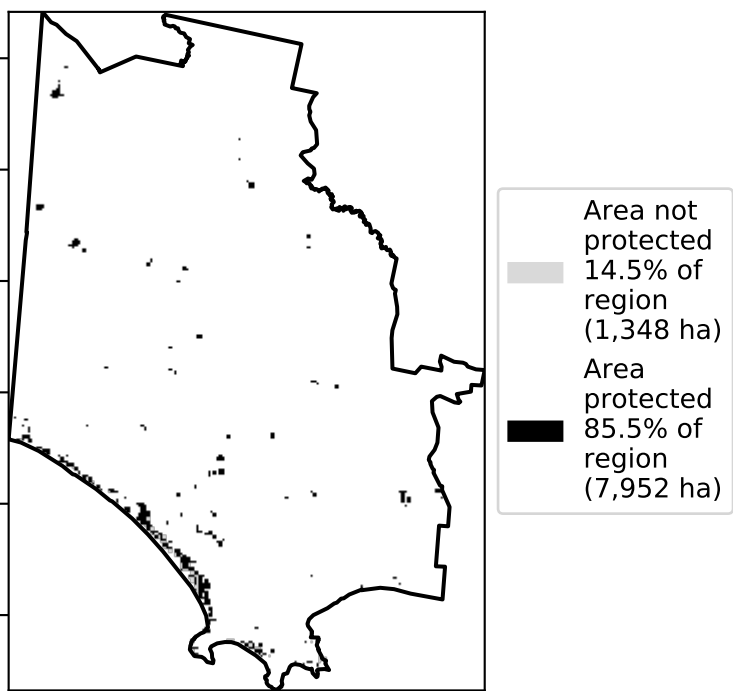 Area not
protected
14.5% of
region
(1,348 ha)
Area
protected
85.5% of
region
(7,952 ha)